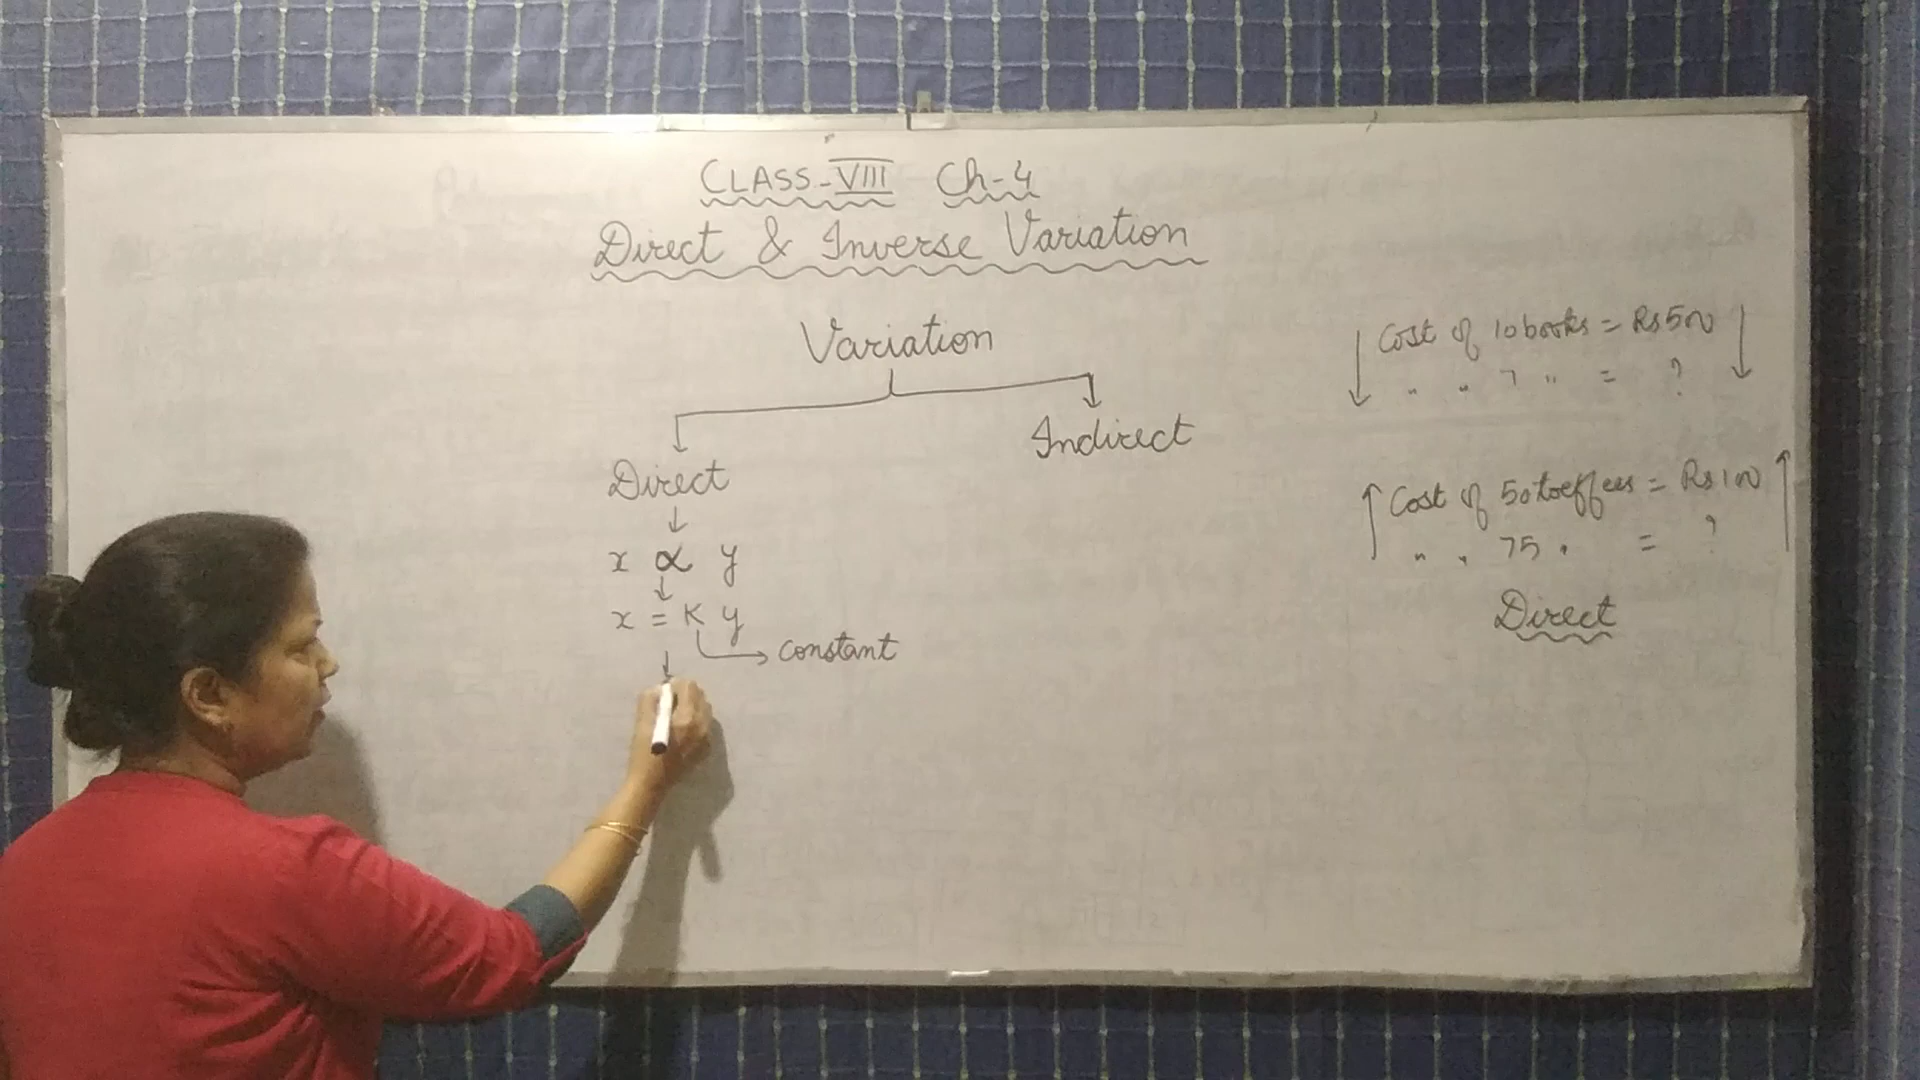 CLASS-VIII Ch-4
Direct & Inverse Variation
Variation
Direct
Indirect
x ∝ y
x = K y
constant
Cost of 10 books = Rs 500
" " 7 " = ?
Cost of 50 toeffees = Rs 100
" " 75 " = ?
Direct